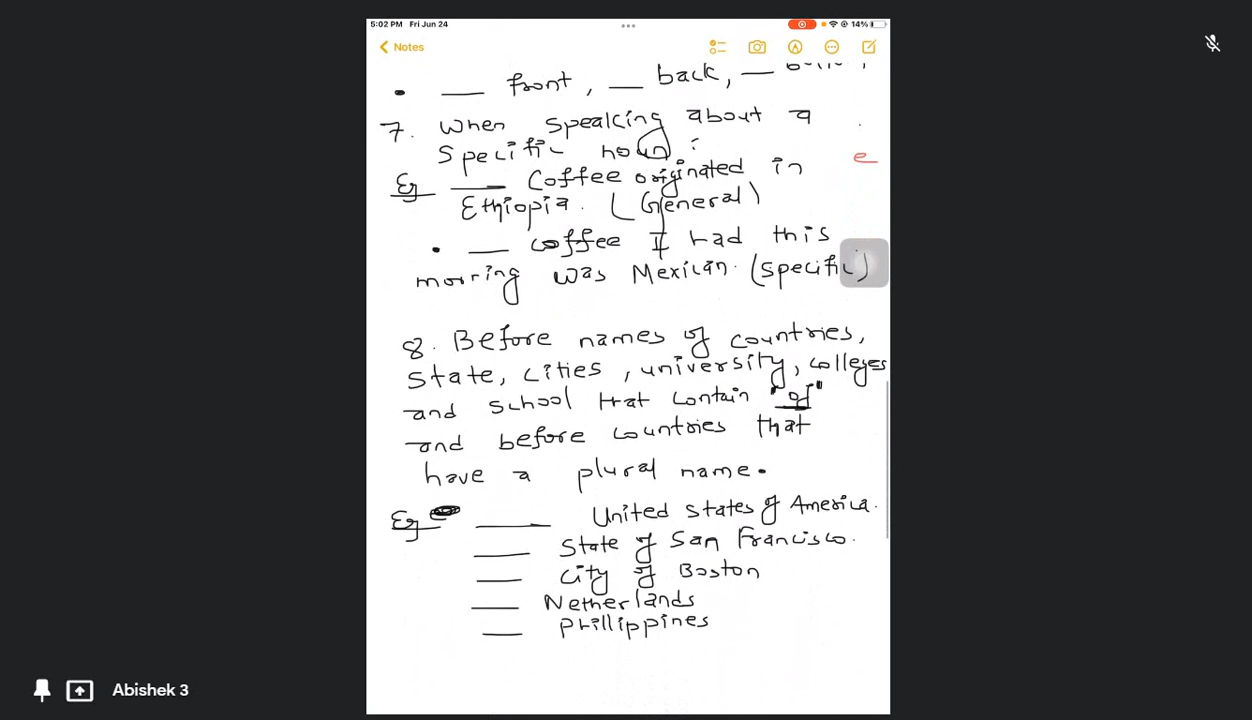 5:02 PM Fri Jun 24
14%
Notes
• ___ front, ___ back, ___
7. When speaking about a
specific noun:
Eg ___ Coffee originated in
Ethiopia. (General)
e
• ___ coffee I had this
morning was Mexican. (specific)
8. Before names of countries,
state, cities, university, colleges
and school that contain "of"
and before countries that
have a plural name.
Eg ___ United states of America.
___ State of San Francisco.
___ City of Boston
___ Netherlands
___ Phillippines
Abishek 3